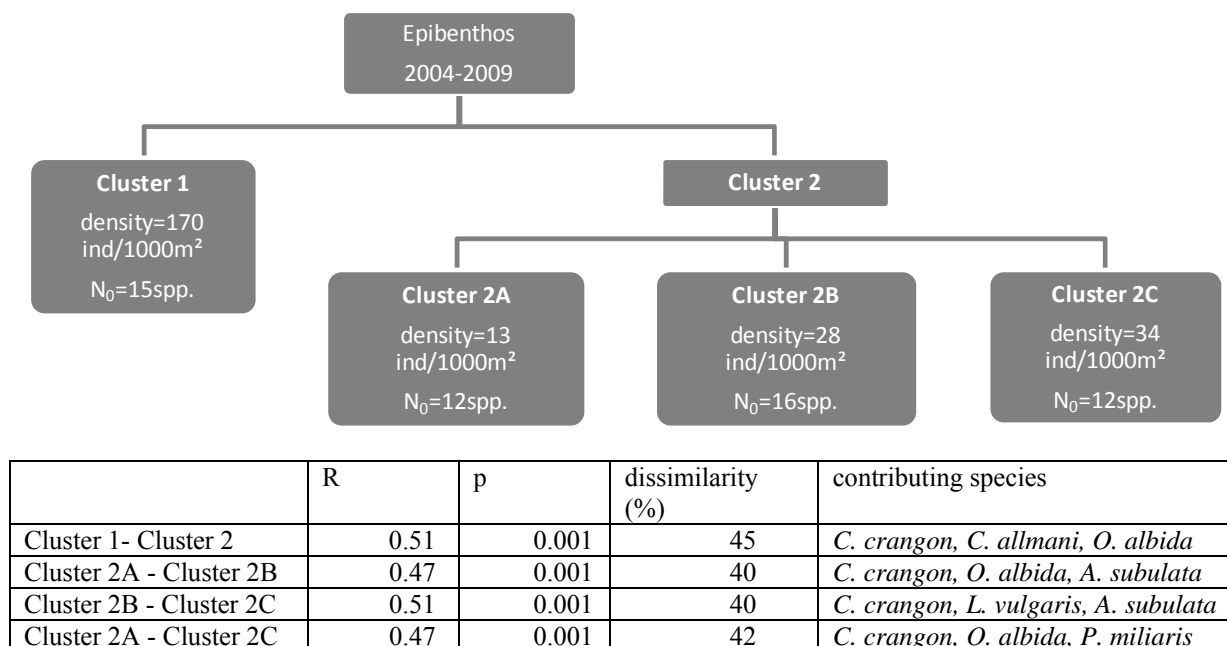 Epibenthos
2004-2009
Cluster 1
density=170
ind/1000m²
N₀=15spp.
Cluster 2
Cluster 2A
density=13
ind/1000m²
N₀=12spp.
Cluster 2B
density=28
ind/1000m²
N₀=16spp.
Cluster 2C
density=34
ind/1000m²
N₀=12spp.
R p dissimilarity (%) contributing species
Cluster 1- Cluster 2 0.51 0.001 45 C. crangon, C. allmani, O. albida
Cluster 2A - Cluster 2B 0.47 0.001 40 C. crangon, O. albida, A. subulata
Cluster 2B - Cluster 2C 0.51 0.001 40 C. crangon, L. vulgaris, A. subulata
Cluster 2A - Cluster 2C 0.47 0.001 42 C. crangon, O. albida, P. miliaris